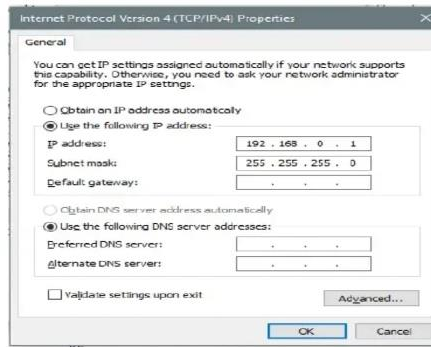 Internet Protocol Version 4 (TCP/IPv4) Properties
General
You can get IP settings assigned automatically if your network supports
this capability. Otherwise, you need to ask your network administrator
for the appropriate IP settings.
Obtain an IP address automatically
Use the following IP address:
IP address: 192 . 168 . 0 . 1
Subnet mask: 255 . 255 . 255 . 0
Default gateway: . . .
Obtain DNS server address automatically
Use the following DNS server addresses:
Preferred DNS server: . . .
Alternate DNS server: . . .
Validate settings upon exit
Advanced...
OK Cancel